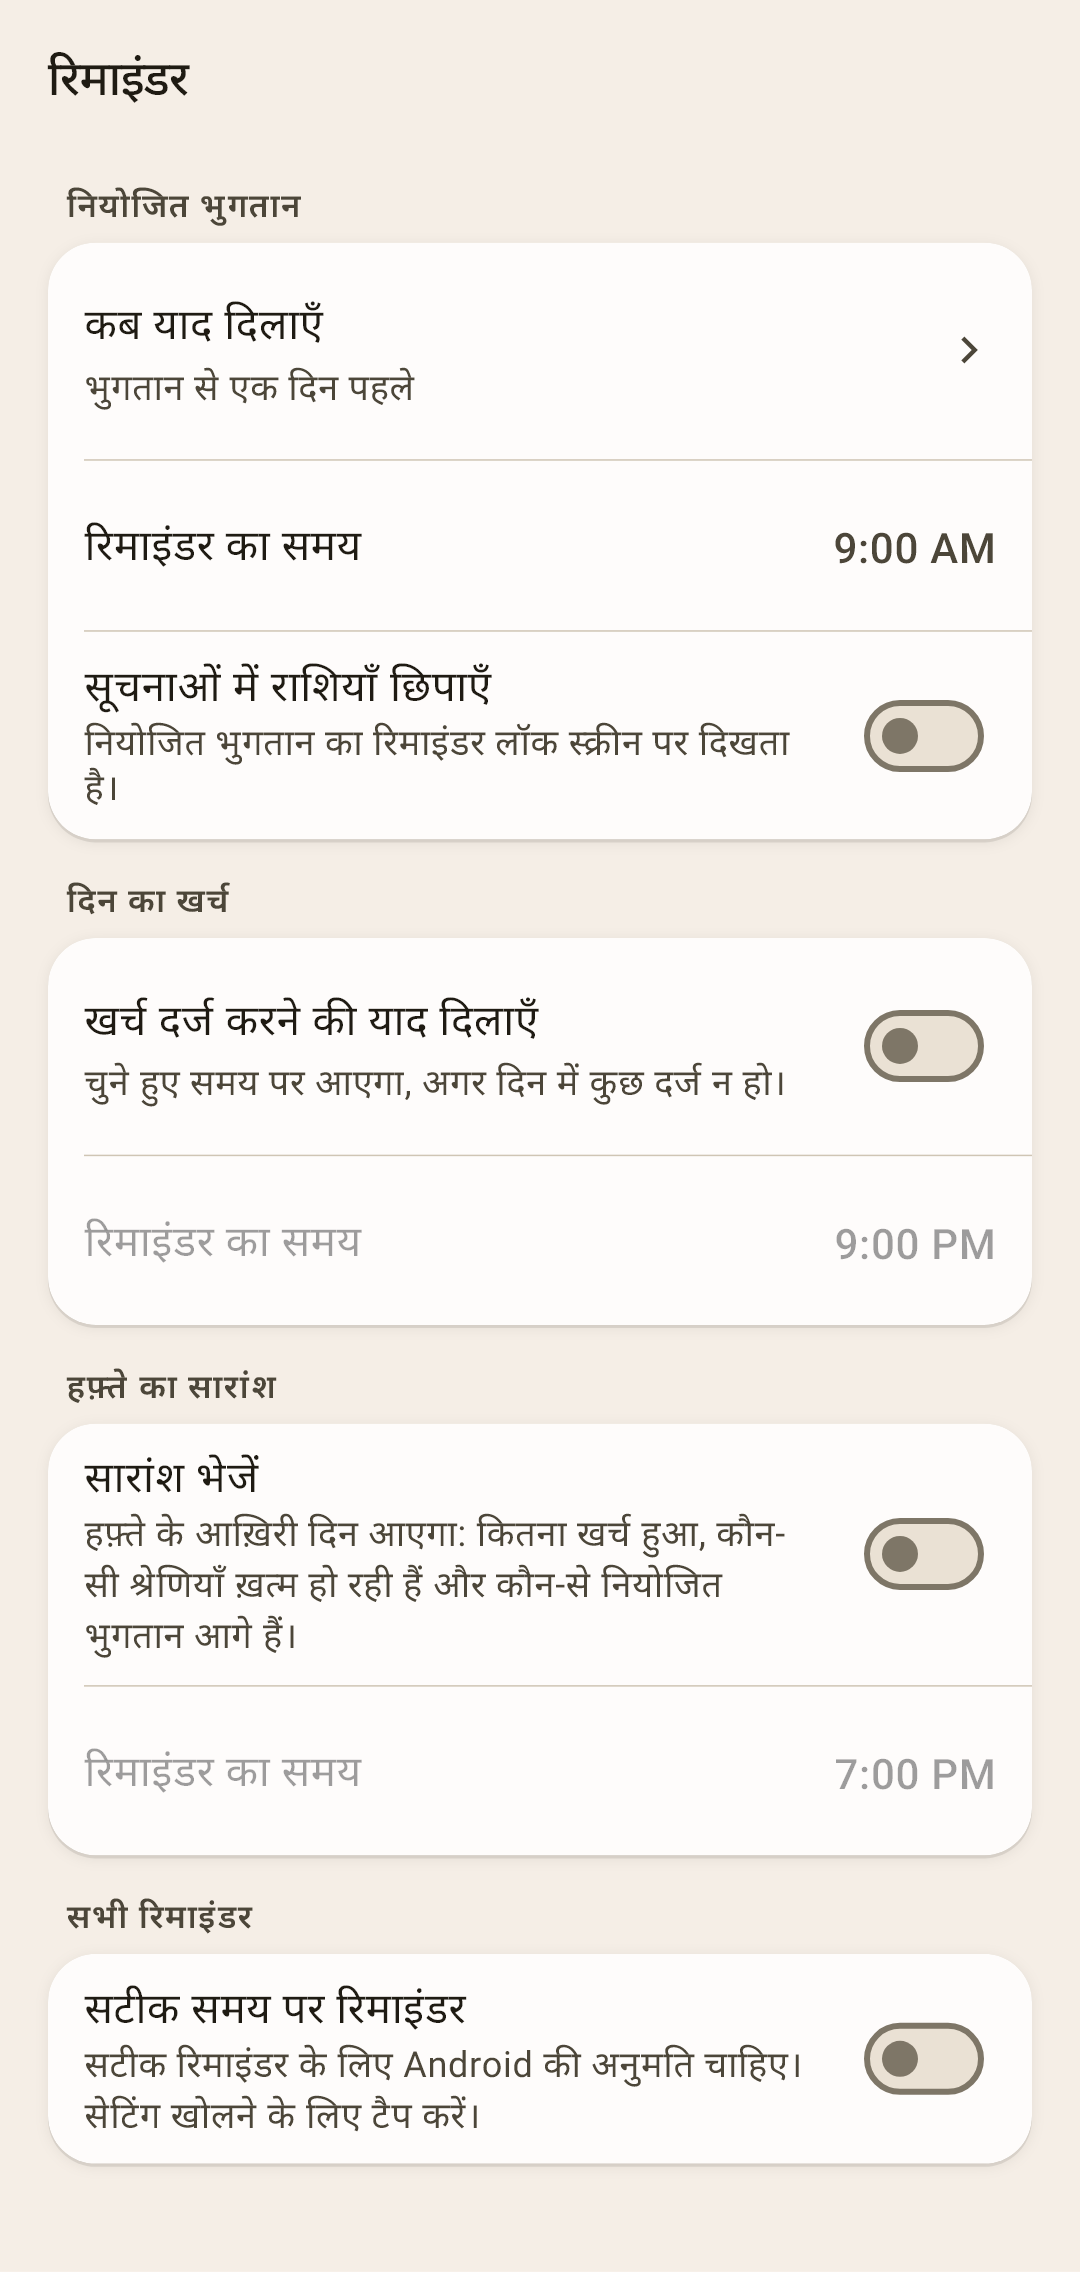 रिमाइंडर
नियोजित भुगतान
कब याद दिलाएँ
भुगतान से एक दिन पहले
रिमाइंडर का समय
9:00 AM
सूचनाओं में राशियाँ छिपाएँ
नियोजित भुगतान का रिमाइंडर लॉक स्क्रीन पर दिखता
है।
दिन का खर्च
खर्च दर्ज करने की याद दिलाएँ
चुने हुए समय पर आएगा, अगर दिन में कुछ दर्ज न हो।
रिमाइंडर का समय
9:00 PM
हफ़्ते का सारांश
सारांश भेजें
हफ़्ते के आख़िरी दिन आएगा: कितना खर्च हुआ, कौन-
सी श्रेणियाँ ख़त्म हो रही हैं और कौन-से नियोजित
भुगतान आगे हैं।
रिमाइंडर का समय
7:00 PM
सभी रिमाइंडर
सटीक समय पर रिमाइंडर
सटीक रिमाइंडर के लिए Android की अनुमति चाहिए।
सेटिंग खोलने के लिए टैप करें।